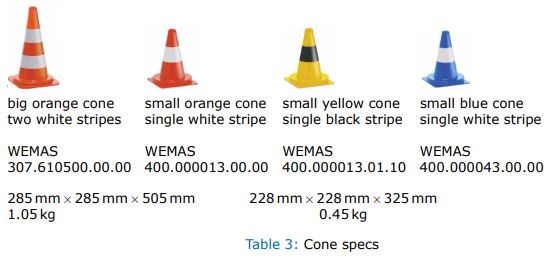 big orange cone small orange cone small yellow cone small blue cone
two white stripes single white stripe single black stripe single white stripe
WEMAS WEMAS WEMAS WEMAS
307.610500.00.00 400.000013.00.00 400.000013.01.10 400.000043.00.00
285 mm × 285 mm × 505 mm 228 mm × 228 mm × 325 mm
1.05 kg 0.45 kg
Table 3: Cone specs